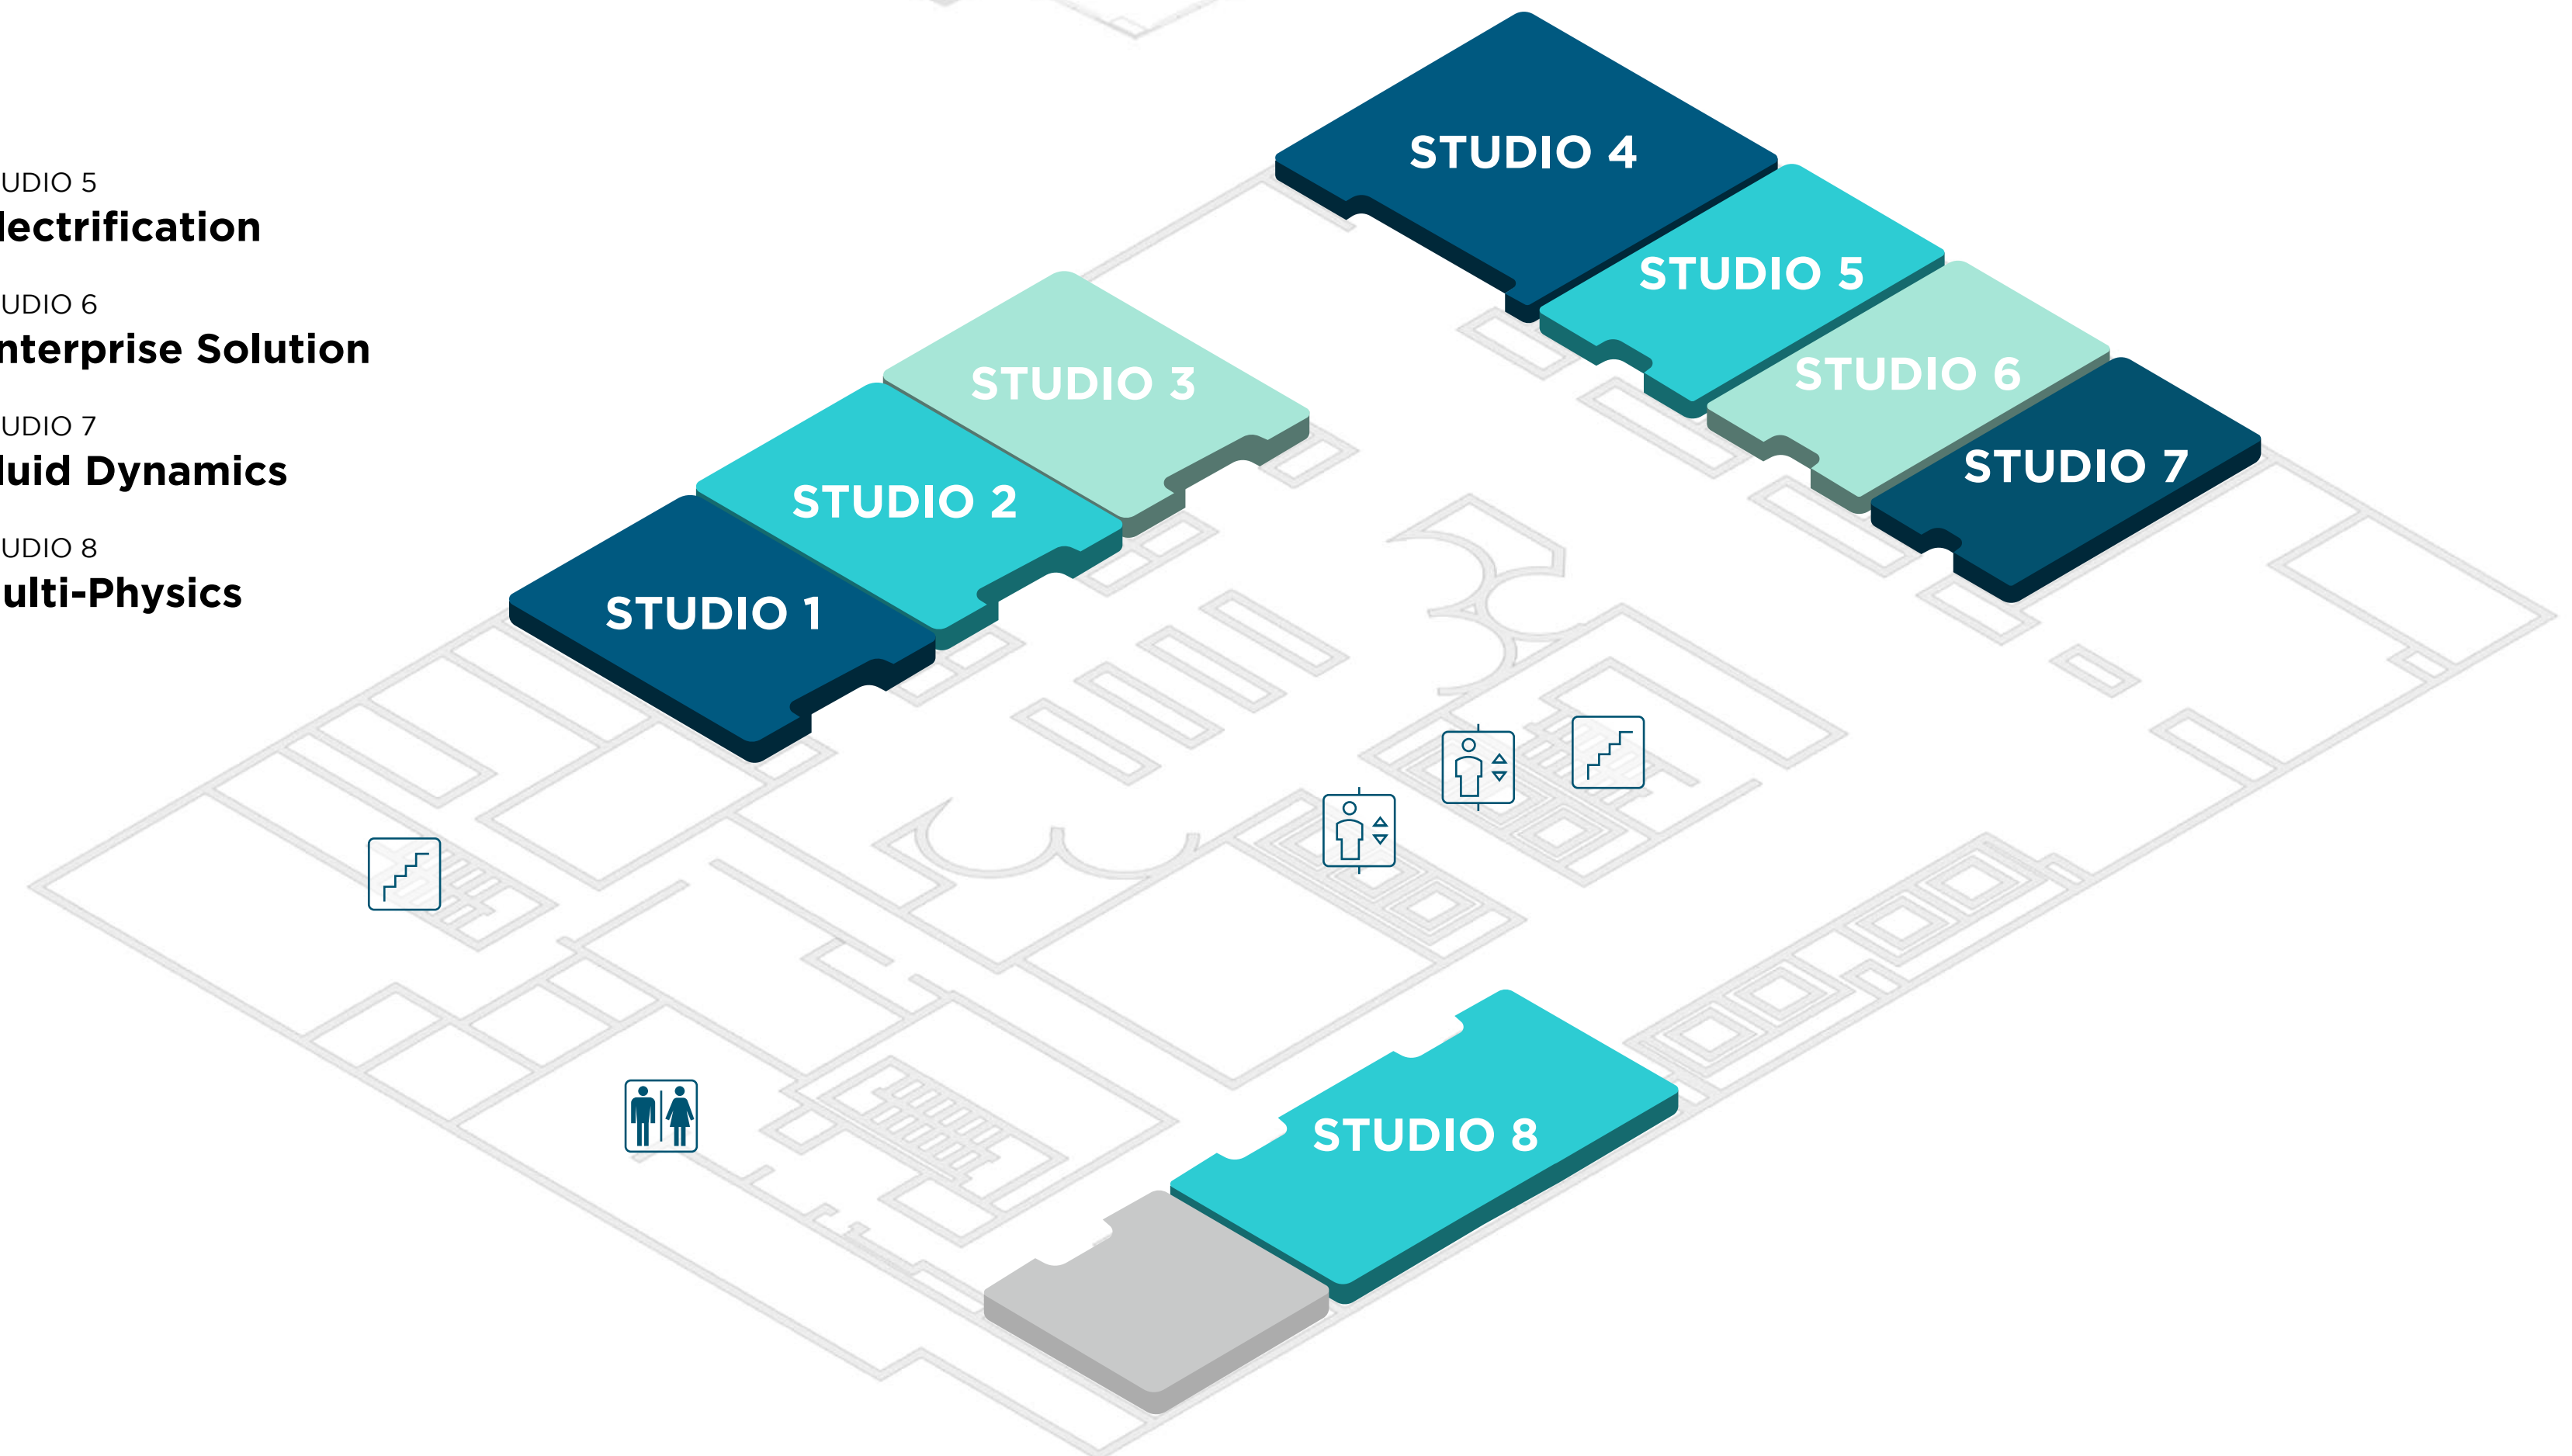 UDIO 5
lectrification
UDIO 6
nterprise Solution
UDIO 7
luid Dynamics
UDIO 8
ulti-Physics
STUDIO 4
STUDIO 5
STUDIO 3
STUDIO 6
STUDIO 7
STUDIO 2
STUDIO 1
STUDIO 8